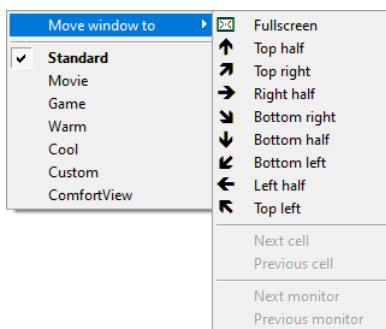 Move window to
Standard
Movie
Game
Warm
Cool
Custom
ComfortView
Fullscreen
Top half
Top right
Right half
Bottom right
Bottom half
Bottom left
Left half
Top left
Next cell
Previous cell
Next monitor
Previous monitor